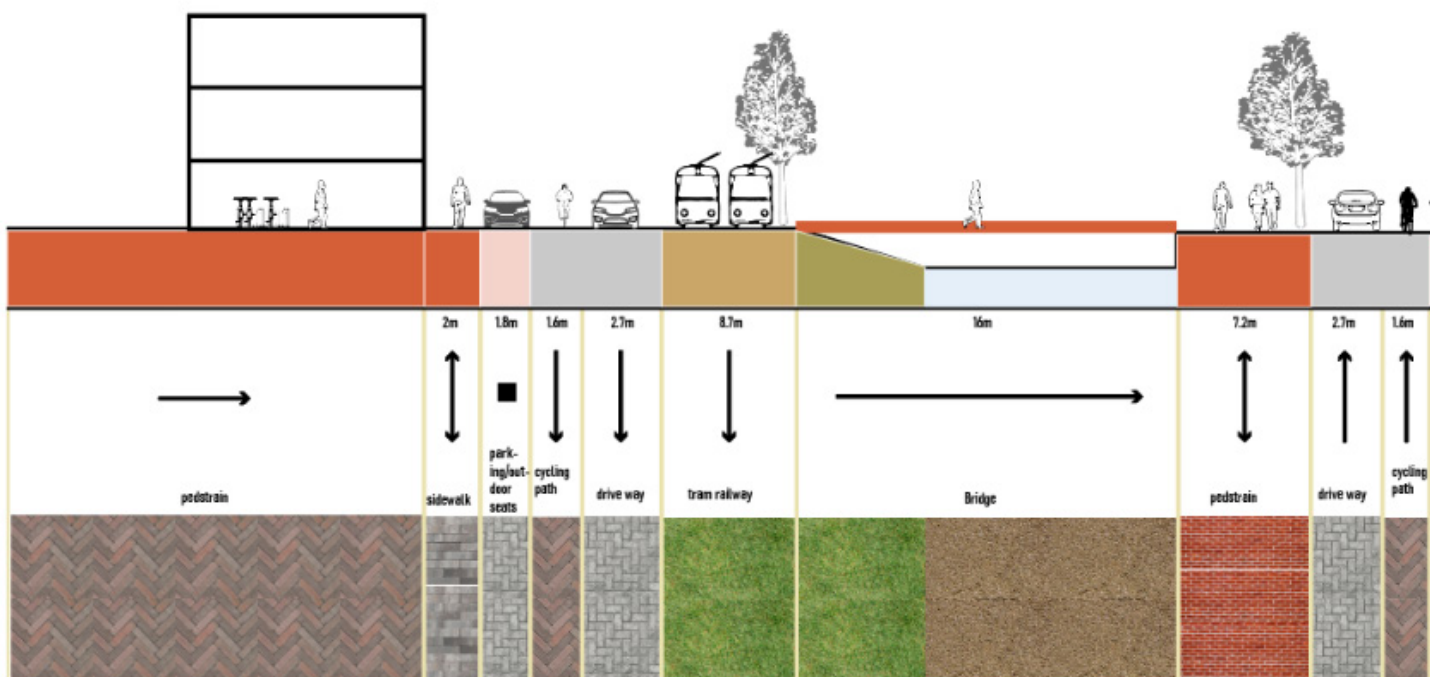 2m
1.8m
1.6m
2.7m
8.7m
16m
7.2m
2.7m
1.6m
pedstrain
sidewalk
park-
ing/out-
door
seats
cycling
path
drive way
tram railway
Bridge
pedstrain
drive way
cycling
path